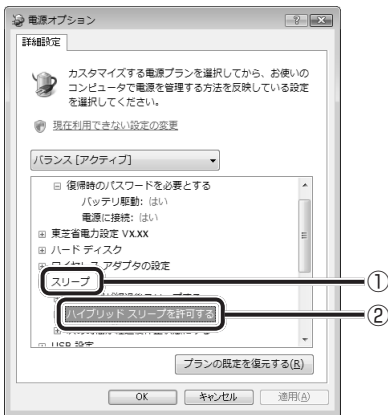 電源オプション
詳細設定
カスタマイズする電源プランを選択してから、お使いの
コンピュータで電源を管理する方法を反映している設定
を選択してください。
現在利用できない設定の変更
バランス [アクティブ]
復帰時のパスワードを必要とする
バッテリ駆動: はい
電源に接続: はい
東芝省電力設定 VX.XX
ハード ディスク
ワイヤレス アダプタの設定
スリープ
①
ハイブリッド スリープを許可する
②
USB 設定
プランの既定を復元する(R)
OK
キャンセル
適用(A)